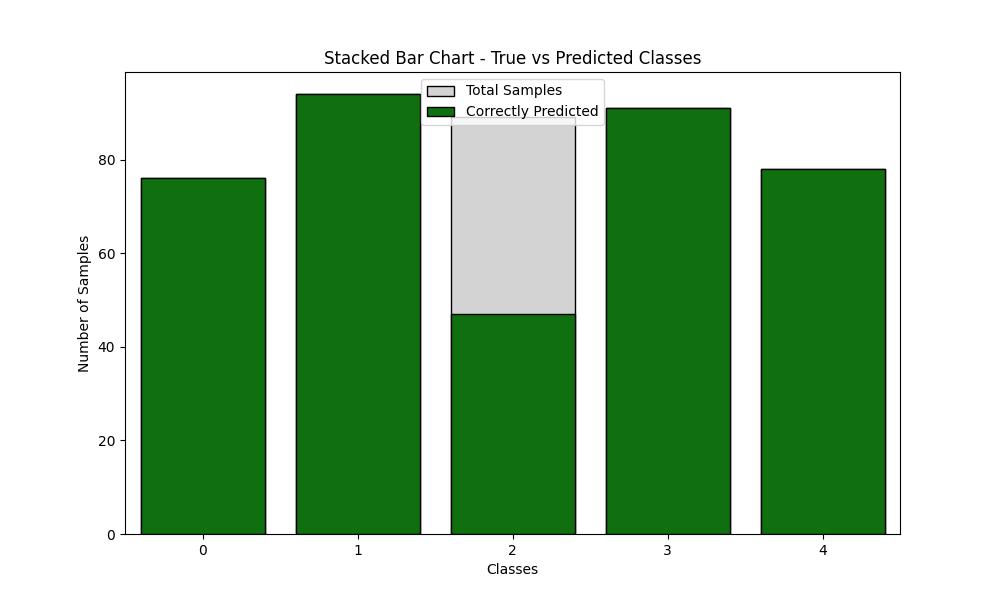 Stacked Bar Chart - True vs Predicted Classes
Total Samples
Correctly Predicted
Number of Samples
80
60
40
20
0
0 1 2 3 4
Classes